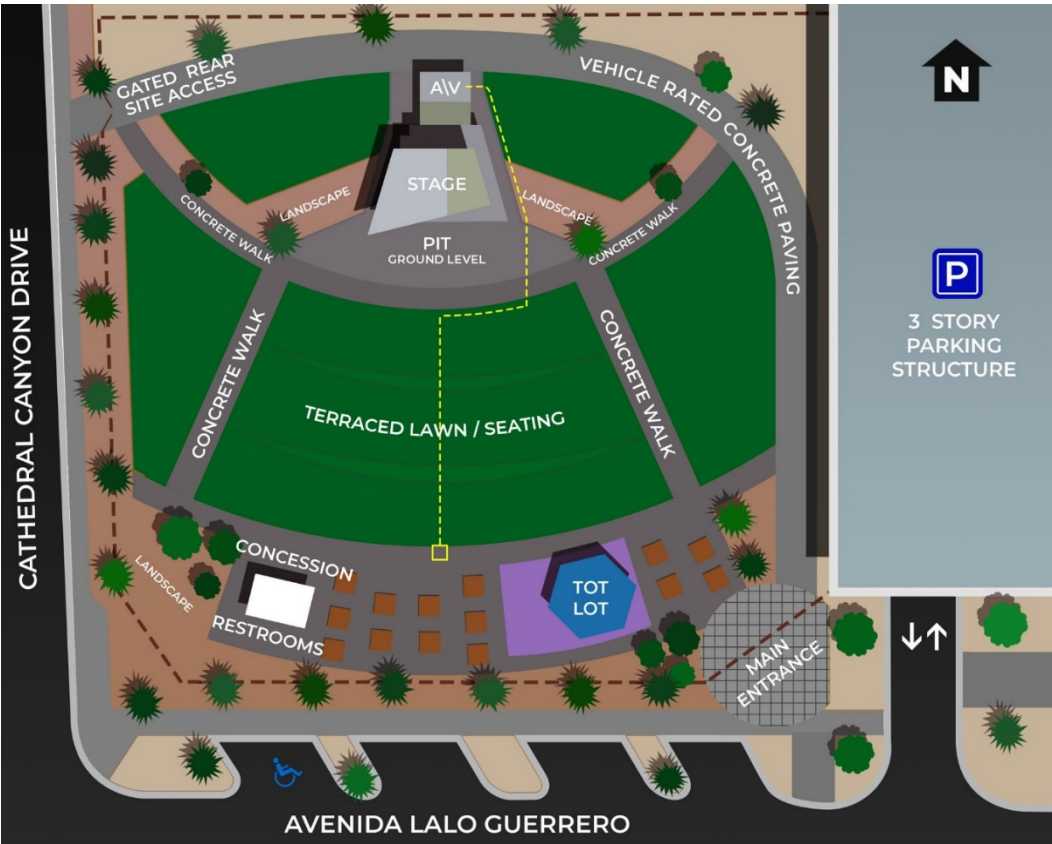 GATED REAR
SITE ACCESS
A\V
VEHICLE RATED CONCRETE PAVING
N
STAGE
LANDSCAPE
LANDSCAPE
CONCRETE WALK
CONCRETE WALK
PIT
GROUND LEVEL
P
3 STORY
PARKING
STRUCTURE
CATHEDRAL CANYON DRIVE
CONCRETE WALK
CONCRETE WALK
TERRACED LAWN / SEATING
CONCESSION
LANDSCAPE
RESTROOMS
TOT
LOT
MAIN
ENTRANCE
AVENIDA LALO GUERRERO